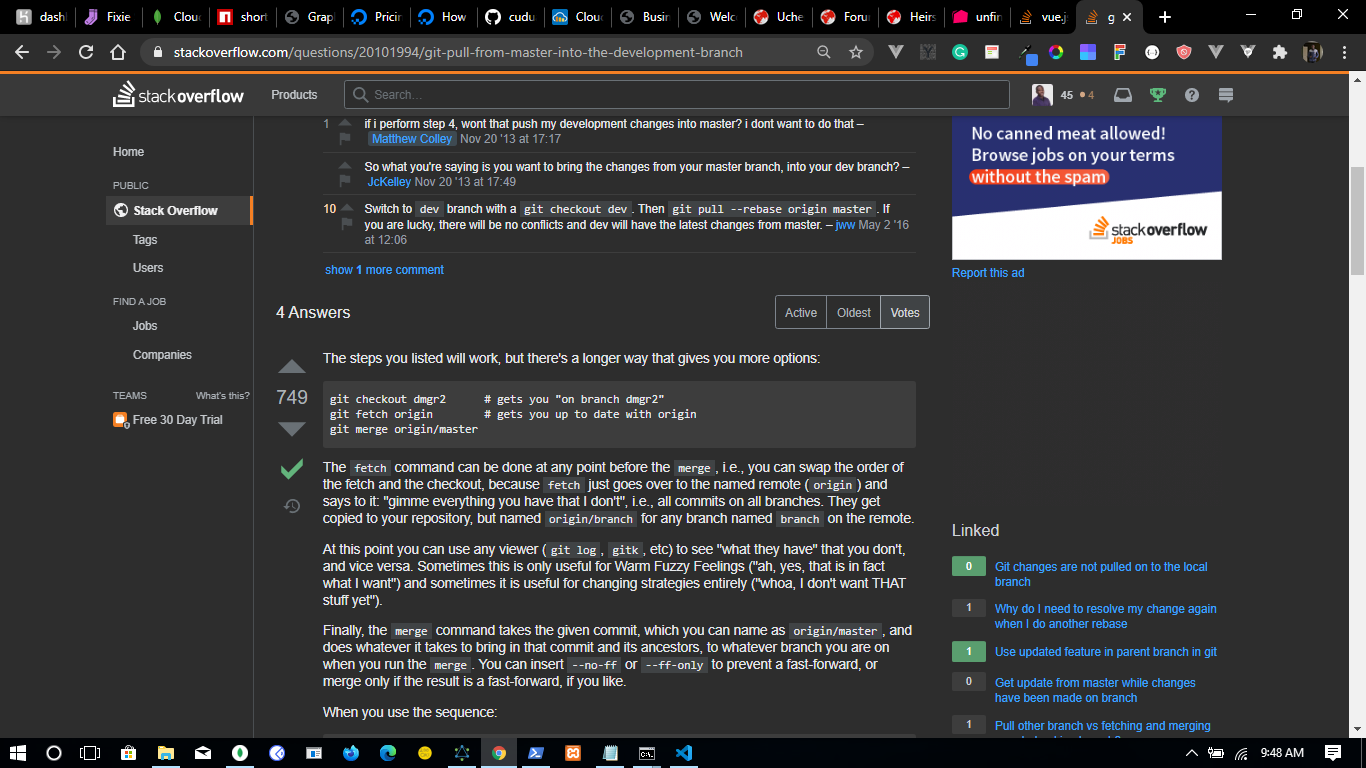 dashl
Fixie
Clou
short
Grap
Pricin
How
cudu
Clou
Busir
Welc
Uche
Foru
Heirs
unfin
vue.j
g
stackoverflow.com/questions/20101994/git-pull-from-master-into-the-development-branch
stackoverflow
Products
Search...
45 • 4
Home
PUBLIC
Stack Overflow
Tags
Users
FIND A JOB
Jobs
Companies
TEAMS What's this?
Free 30 Day Trial
1 if i perform step 4, wont that push my development changes into master? i dont want to do that –
Matthew Colley Nov 20 '13 at 17:17
So what you're saying is you want to bring the changes from your master branch, into your dev branch? –
JcKelley Nov 20 '13 at 17:49
10 Switch to dev branch with a git checkout dev. Then git pull --rebase origin master. If
you are lucky, there will be no conflicts and dev will have the latest changes from master. – jww May 2 '16
at 12:06
show 1 more comment
4 Answers
Active Oldest Votes
749
The steps you listed will work, but there's a longer way that gives you more options:
git checkout dmgr2 # gets you "on branch dmgr2"
git fetch origin # gets you up to date with origin
git merge origin/master
The fetch command can be done at any point before the merge, i.e., you can swap the order of
the fetch and the checkout, because fetch just goes over to the named remote (origin) and
says to it: "gimme everything you have that I don't", i.e., all commits on all branches. They get
copied to your repository, but named origin/branch for any branch named branch on the remote.
At this point you can use any viewer (git log, gitk, etc) to see "what they have" that you don't,
and vice versa. Sometimes this is only useful for Warm Fuzzy Feelings ("ah, yes, that is in fact
what I want") and sometimes it is useful for changing strategies entirely ("whoa, I don't want THAT
stuff yet").
Finally, the merge command takes the given commit, which you can name as origin/master, and
does whatever it takes to bring in that commit and its ancestors, to whatever branch you are on
when you run the merge. You can insert --no-ff or --ff-only to prevent a fast-forward, or
merge only if the result is a fast-forward, if you like.
When you use the sequence:
No canned meat allowed!
Browse jobs on your terms
without the spam
stackoverflow
JOBS
Report this ad
Linked
0 Git changes are not pulled on to the local
branch
1 Why do I need to resolve my change again
when I do another rebase
1 Use updated feature in parent branch in git
0 Get update from master while changes
have been made on branch
1 Pull other branch vs fetching and merging
9:48 AM